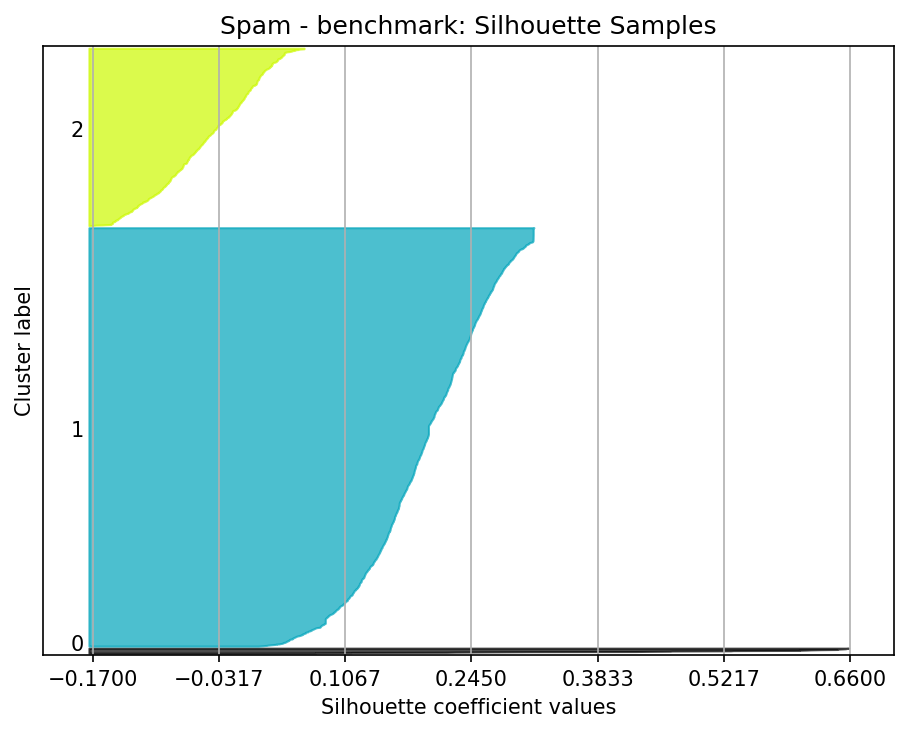 Spam - benchmark: Silhouette Samples
2
1
0
Cluster label
−0.1700 −0.0317 0.1067 0.2450 0.3833 0.5217 0.6600
Silhouette coefficient values